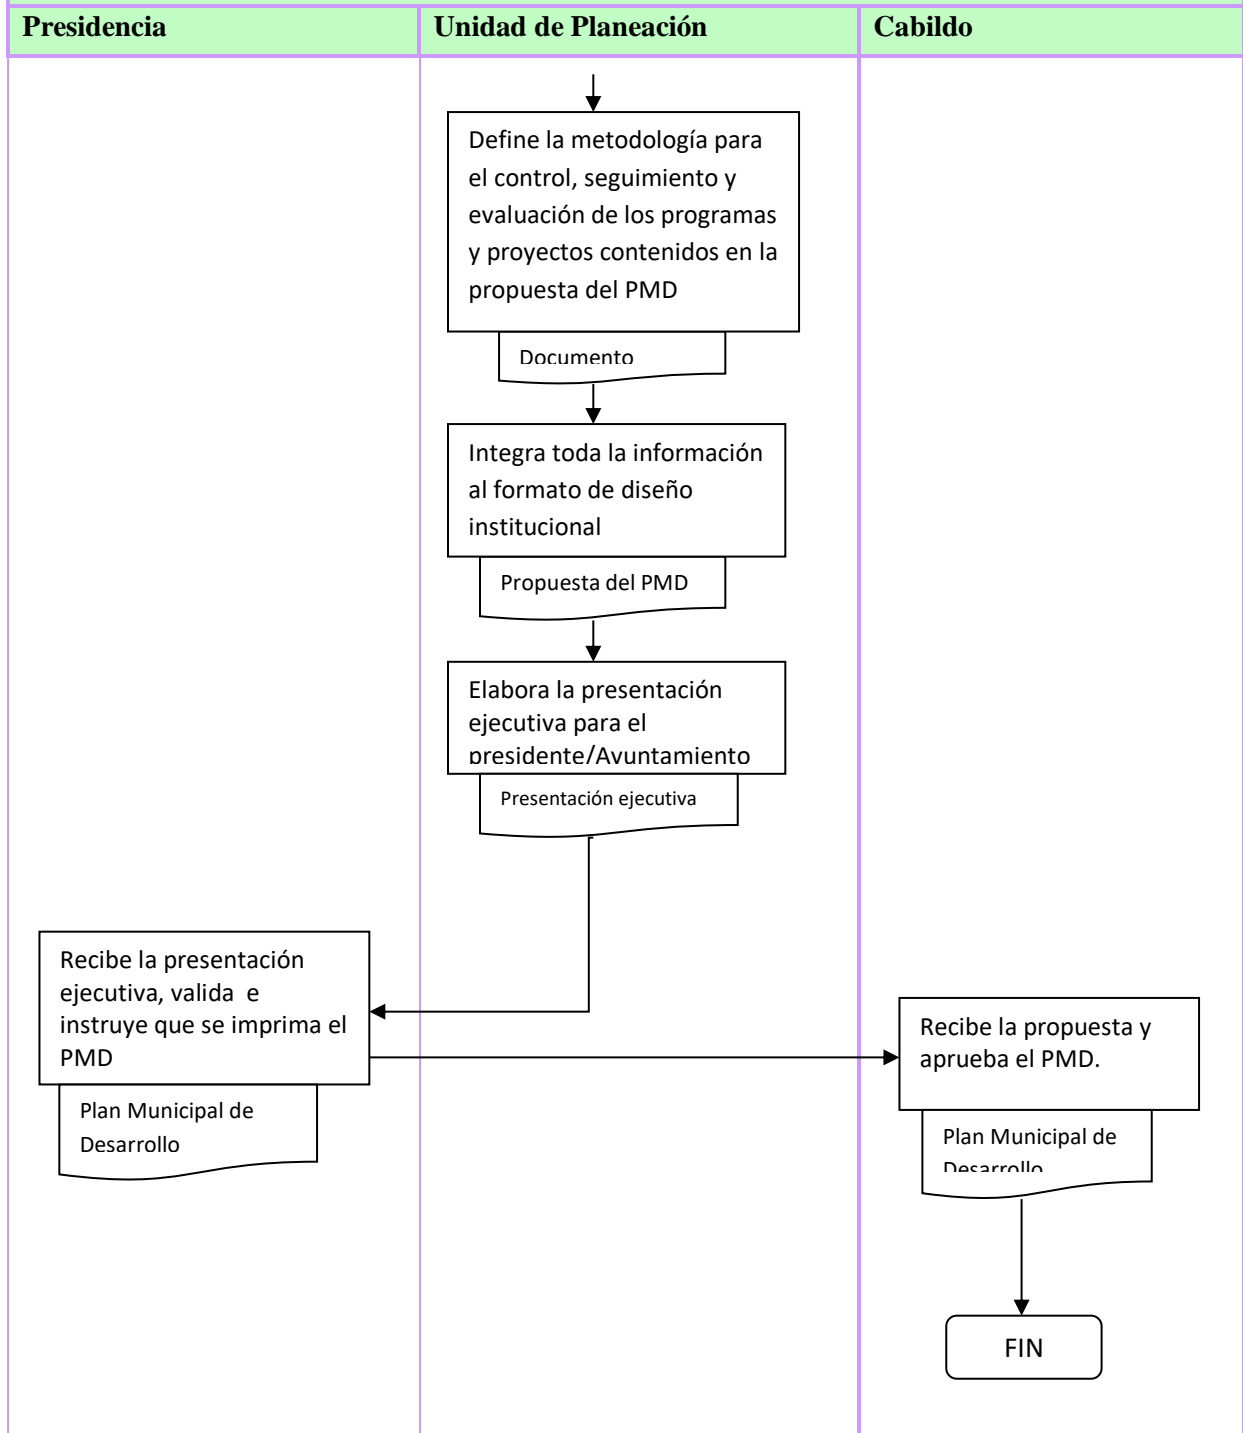 Presidencia
Unidad de Planeación
Cabildo
Define la metodología para
el control, seguimiento y
evaluación de los programas
y proyectos contenidos en la
propuesta del PMD
Documento
Integra toda la información
al formato de diseño
institucional
Propuesta del PMD
Elabora la presentación
ejecutiva para el
presidente/Ayuntamiento
Presentación ejecutiva
Recibe la presentación
ejecutiva, valida  e
instruye que se imprima el
PMD
Plan Municipal de
Desarrollo
Recibe la propuesta y
aprueba el PMD.
Plan Municipal de
Desarrollo
FIN